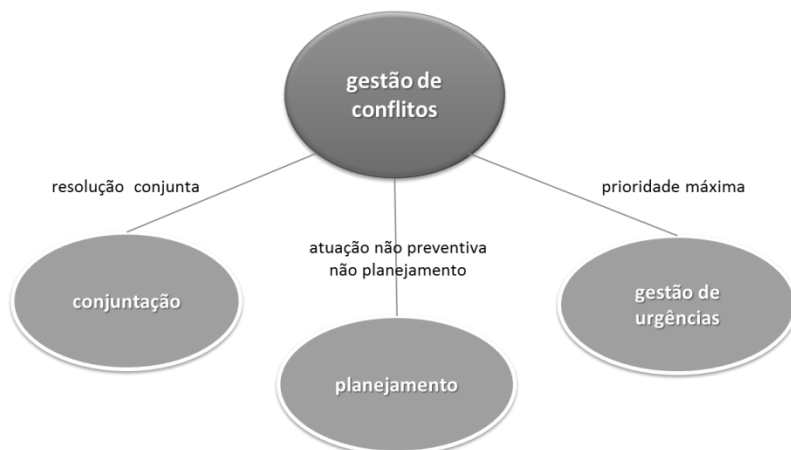 gestão de
conflitos
resolução conjunta
prioridade máxima
atuação não preventiva
não planejamento
conjuntação
gestão de
urgências
planejamento